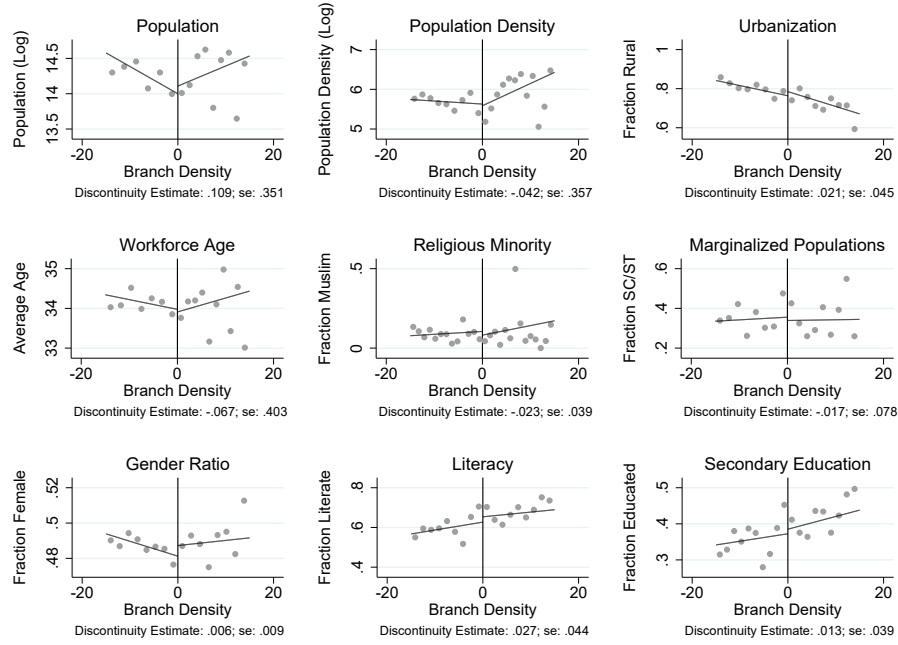 Population
Population (Log)
14.5
14
13.5
-20 0 20
Branch Density
Discontinuity Estimate: .109; se: .351
Population Density
Population Density (Log)
7
6
5
-20 0 20
Branch Density
Discontinuity Estimate: -.042; se: .357
Urbanization
Fraction Rural
1
.8
.6
-20 0 20
Branch Density
Discontinuity Estimate: .021; se: .045
Workforce Age
Average Age
35
34
33
-20 0 20
Branch Density
Discontinuity Estimate: -.067; se: .403
Religious Minority
Fraction Muslim
.5
0
-20 0 20
Branch Density
Discontinuity Estimate: -.023; se: .039
Marginalized Populations
Fraction SC/ST
.6
.4
.2
-20 0 20
Branch Density
Discontinuity Estimate: -.017; se: .078
Gender Ratio
Fraction Female
.52
.5
.48
-20 0 20
Branch Density
Discontinuity Estimate: .006; se: .009
Literacy
Fraction Literate
.8
.6
.4
-20 0 20
Branch Density
Discontinuity Estimate: .027; se: .044
Secondary Education
Fraction Educated
.5
.4
.3
-20 0 20
Branch Density
Discontinuity Estimate: .013; se: .039